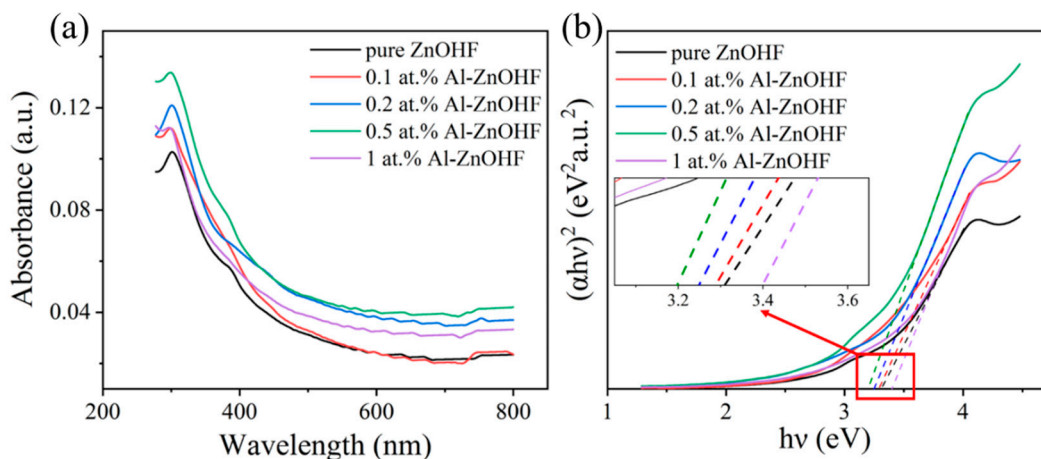 (a)
pure ZnOHF
0.1 at.% Al-ZnOHF
0.2 at.% Al-ZnOHF
0.5 at.% Al-ZnOHF
1 at.% Al-ZnOHF
0.12
0.08
0.04
Absorbance (a.u.)
200 400 600 800
Wavelength (nm)
(b)
pure ZnOHF
0.1 at.% Al-ZnOHF
0.2 at.% Al-ZnOHF
0.5 at.% Al-ZnOHF
1 at.% Al-ZnOHF
3.2 3.4 3.6
(αhν)² (eV²a.u.²)
1 2 3 4
hν (eV)